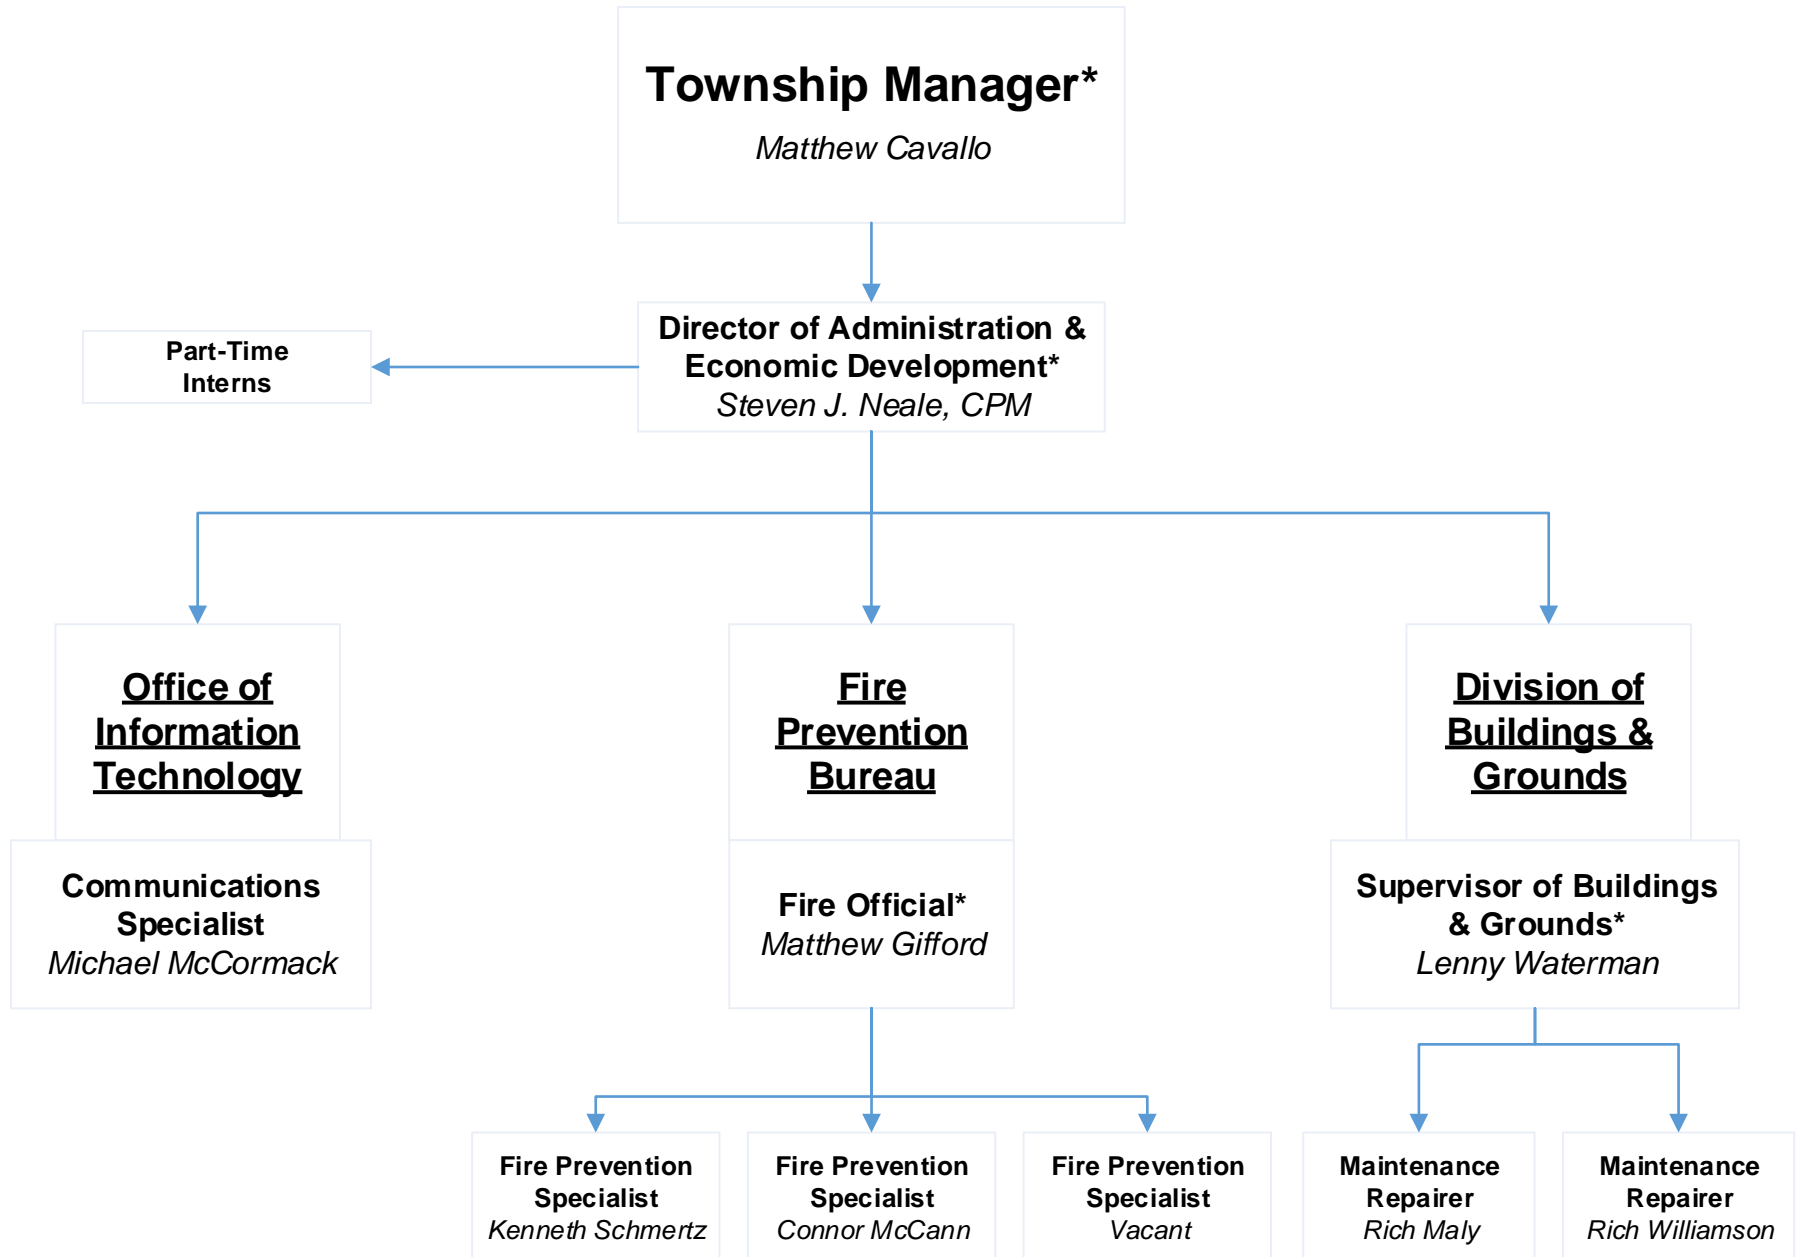 Township Manager*
Matthew Cavallo
Director of Administration &
Economic Development*
Steven J. Neale, CPM
Part-Time
Interns
Office of
Information
Technology
Communications
Specialist
Michael McCormack
Fire
Prevention
Bureau
Fire Official*
Matthew Gifford
Division of
Buildings &
Grounds
Supervisor of Buildings
& Grounds*
Lenny Waterman
Fire Prevention
Specialist
Kenneth Schmertz
Fire Prevention
Specialist
Connor McCann
Fire Prevention
Specialist
Vacant
Maintenance
Repairer
Rich Maly
Maintenance
Repairer
Rich Williamson